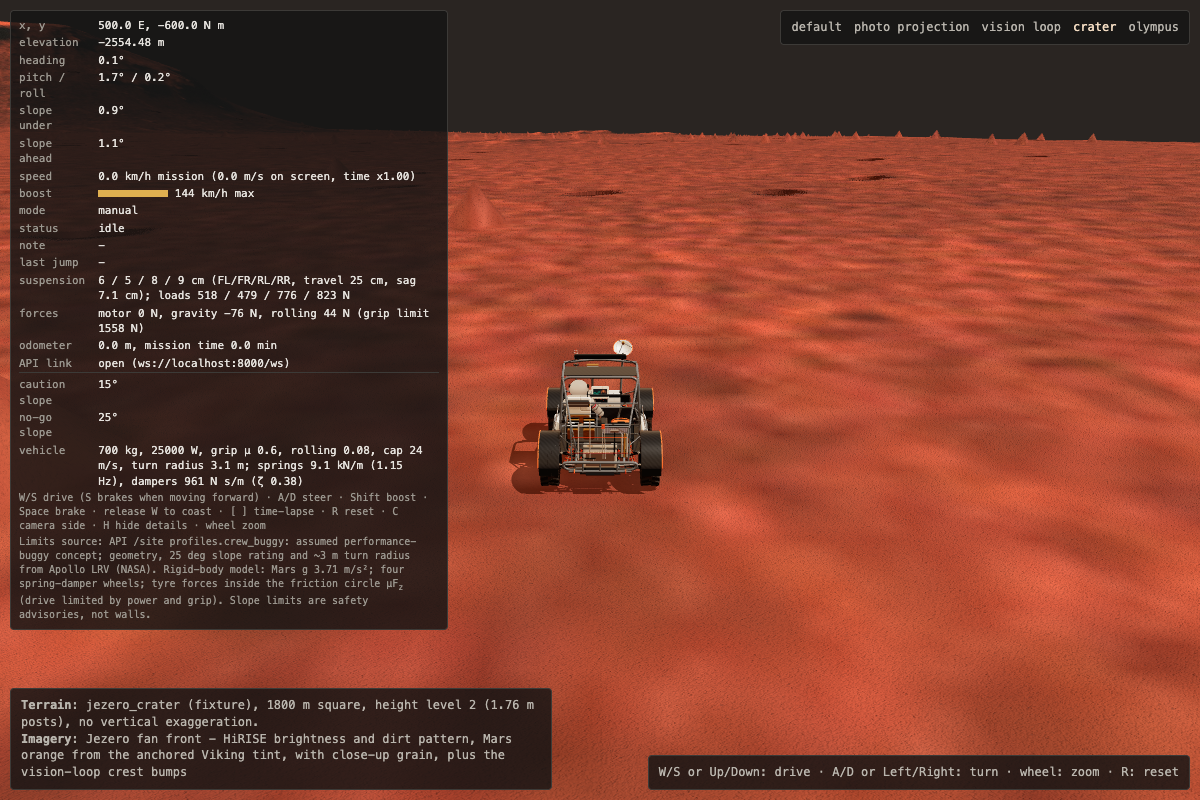 x, y 500.0 E, −600.0 N m
elevation −2554.48 m
heading 0.1°
pitch / roll 1.7° / 0.2°
slope under 0.9°
slope ahead 1.1°
speed 0.0 km/h mission (0.0 m/s on screen, time x1.00)
boost 144 km/h max
mode manual
status idle
note –
last jump –
suspension 6 / 5 / 8 / 9 cm (FL/FR/RL/RR, travel 25 cm, sag
7.1 cm); loads 518 / 479 / 776 / 823 N
forces motor 0 N, gravity −76 N, rolling 44 N (grip limit
1558 N)
odometer 0.0 m, mission time 0.0 min
API link open (ws://localhost:8000/ws)
caution slope 15°
no-go slope 25°
vehicle 700 kg, 25000 W, grip μ 0.6, rolling 0.08, cap 24
m/s, turn radius 3.1 m; springs 9.1 kN/m (1.15
Hz), dampers 961 N s/m (ζ 0.38)
W/S drive (S brakes when moving forward) · A/D steer · Shift boost ·
Space brake · release W to coast · [ ] time-lapse · R reset · C
camera side · H hide details · wheel zoom
Limits source: API /site profiles.crew_buggy: assumed performance-
buggy concept; geometry, 25 deg slope rating and ~3 m turn radius
from Apollo LRV (NASA). Rigid-body model: Mars g 3.71 m/s²; four
spring-damper wheels; tyre forces inside the friction circle μF_z
(drive limited by power and grip). Slope limits are safety
advisories, not walls.
default photo projection vision loop crater olympus
Terrain: jezero_crater (fixture), 1800 m square, height level 2 (1.76 m
posts), no vertical exaggeration.
Imagery: Jezero fan front – HiRISE brightness and dirt pattern, Mars
orange from the anchored Viking tint, with close-up grain, plus the
vision-loop crest bumps
W/S or Up/Down: drive · A/D or Left/Right: turn · wheel: zoom · R: reset